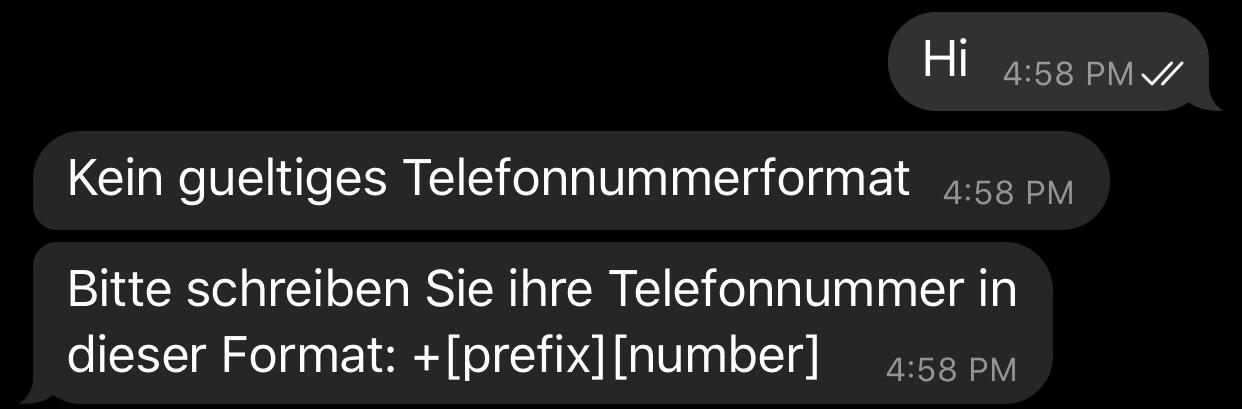 Hi 4:58 PM
Kein gueltiges Telefonnummerformat 4:58 PM
Bitte schreiben Sie ihre Telefonnummer in
dieser Format: +[prefix][number] 4:58 PM